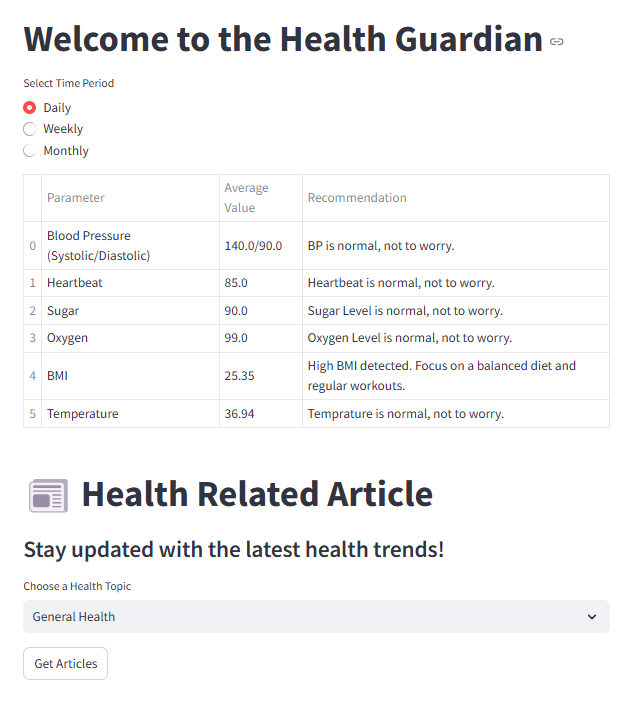 Welcome to the Health Guardian
Select Time Period
Daily
Weekly
Monthly
Parameter Average Value Recommendation
0 Blood Pressure (Systolic/Diastolic) 140.0/90.0 BP is normal, not to worry.
1 Heartbeat 85.0 Heartbeat is normal, not to worry.
2 Sugar 90.0 Sugar Level is normal, not to worry.
3 Oxygen 99.0 Oxygen Level is normal, not to worry.
4 BMI 25.35 High BMI detected. Focus on a balanced diet and regular workouts.
5 Temperature 36.94 Temprature is normal, not to worry.
Health Related Article
Stay updated with the latest health trends!
Choose a Health Topic
General Health
Get Articles